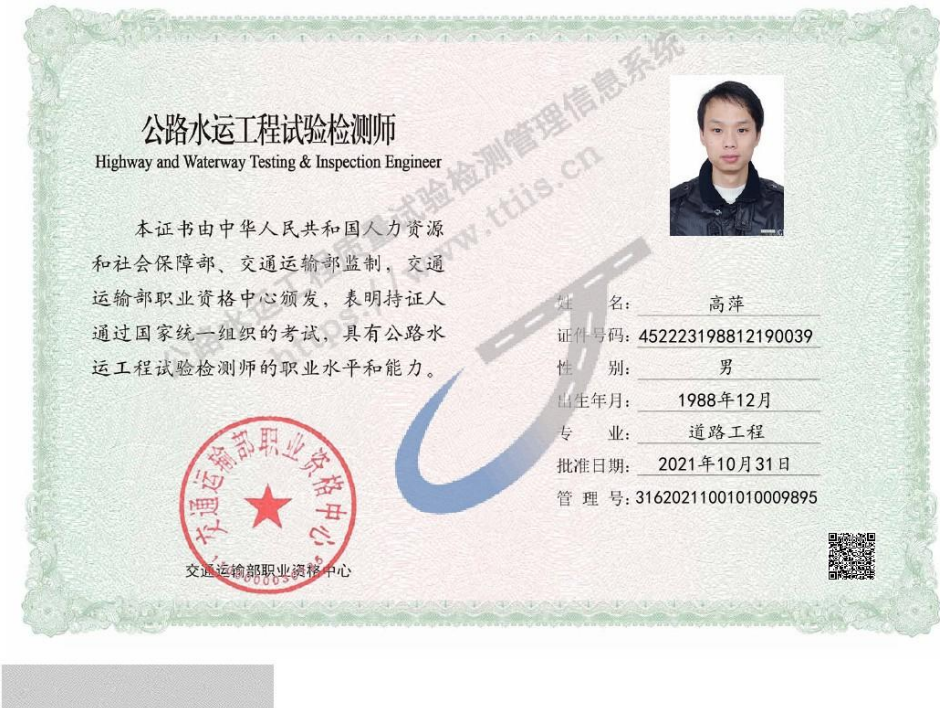 公路水运工程试验检测师
Highway and Waterway Testing & Inspection Engineer
本证书由中华人民共和国人力资源
和社会保障部、交通运输部监制，交通
运输部职业资格中心颁发，表明持证人
通过国家统一组织的考试，具有公路水
运工程试验检测师的职业水平和能力。
交通运输部职业资格中心
交通运输部职业资格中心
姓 名：高萍
证件号码：452223198812190039
性 别：男
出生年月：1988年12月
专 业：道路工程
批准日期：2021年10月31日
管 理 号：31620211001010009895
公路水运工程质量试验检测管理信息系统
https://www.ttiis.cn